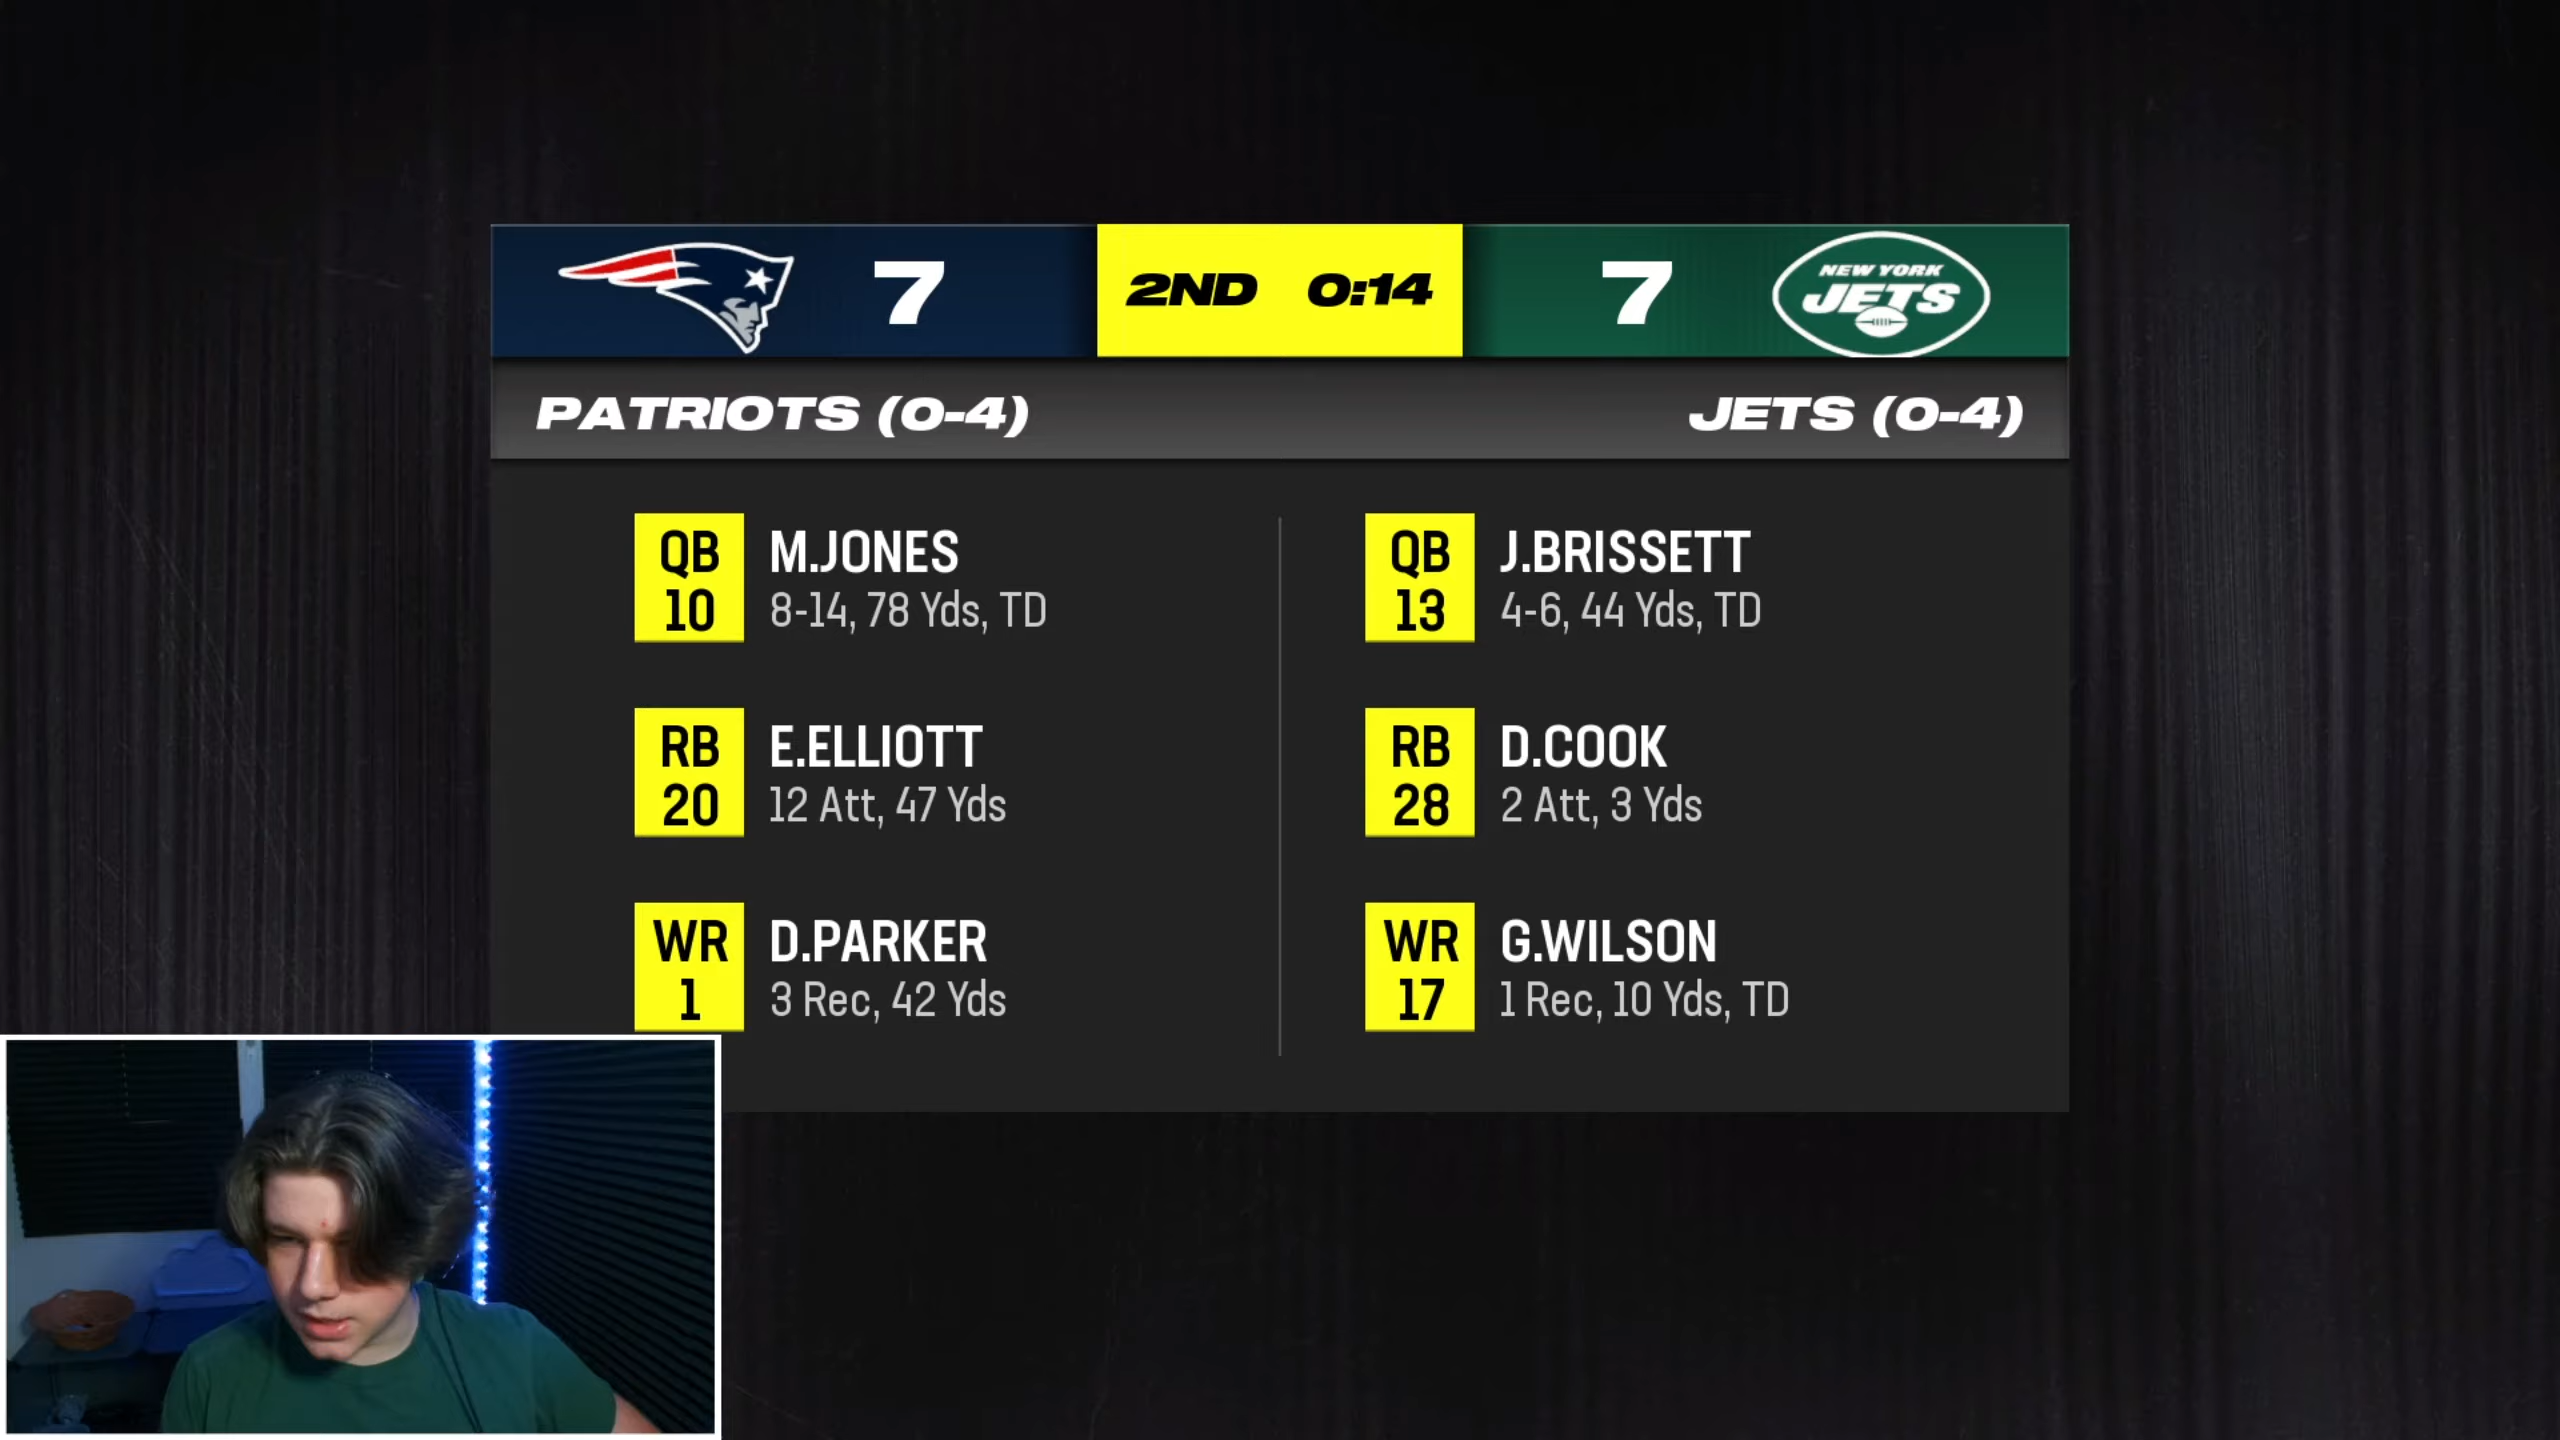 7
2ND 0:14
7
NEW YORK
JETS
PATRIOTS (0-4)
JETS (0-4)
QB
10
M.JONES
8-14, 78 Yds, TD
RB
20
E.ELLIOTT
12 Att, 47 Yds
WR
1
D.PARKER
3 Rec, 42 Yds
QB
13
J.BRISSETT
4-6, 44 Yds, TD
RB
28
D.COOK
2 Att, 3 Yds
WR
17
G.WILSON
1 Rec, 10 Yds, TD